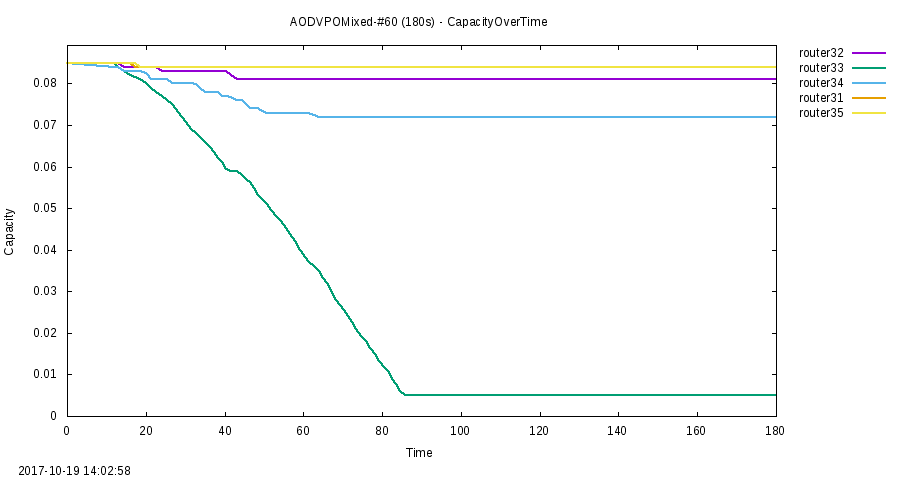 AODVPOMixed-#60 (180s) - CapacityOverTime
router32
router33
router34
router31
router35
0.08
0.07
0.06
0.05
0.04
0.03
0.02
0.01
0
Capacity
0 20 40 60 80 100 120 140 160 180
Time
2017-10-19 14:02:58